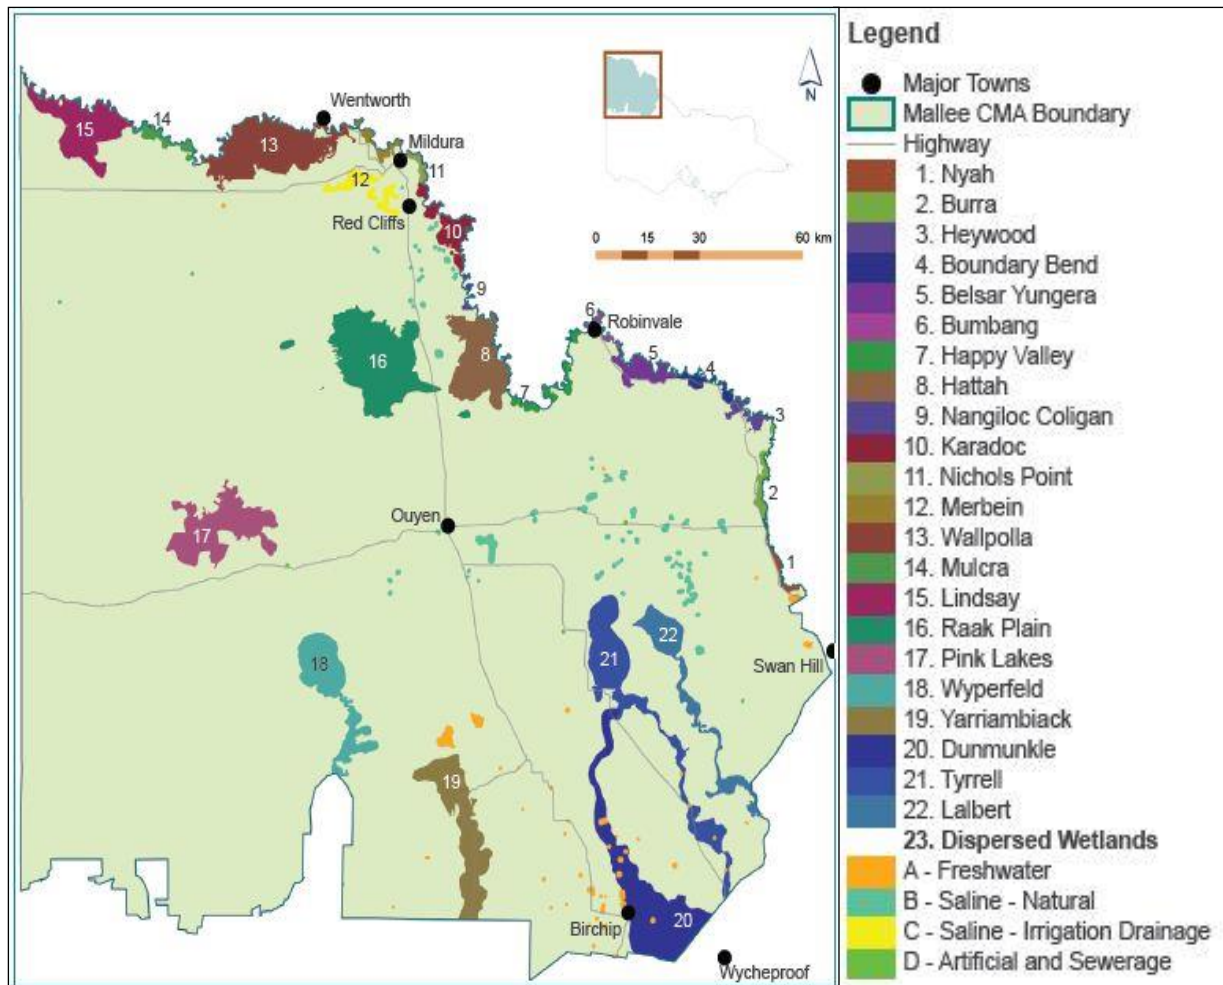 Wentworth
14
15
13
Mildura
11
12
Red Cliffs
10
9
N
0 15 30 60 km
6
Robinvale
5
4
16
8
7
3
2
17
Ouyen
1
22
21
18
Swan Hill
19
Birchip
20
Wycheproof
Legend
Major Towns
Mallee CMA Boundary
Highway
1. Nyah
2. Burra
3. Heywood
4. Boundary Bend
5. Belsar Yungera
6. Bumbang
7. Happy Valley
8. Hattah
9. Nangiloc Coligan
10. Karadoc
11. Nichols Point
12. Merbein
13. Wallpolla
14. Mulcra
15. Lindsay
16. Raak Plain
17. Pink Lakes
18. Wyperfeld
19. Yarriambiack
20. Dunmunkle
21. Tyrrell
22. Lalbert
23. Dispersed Wetlands
A - Freshwater
B - Saline - Natural
C - Saline - Irrigation Drainage
D - Artificial and Sewerage